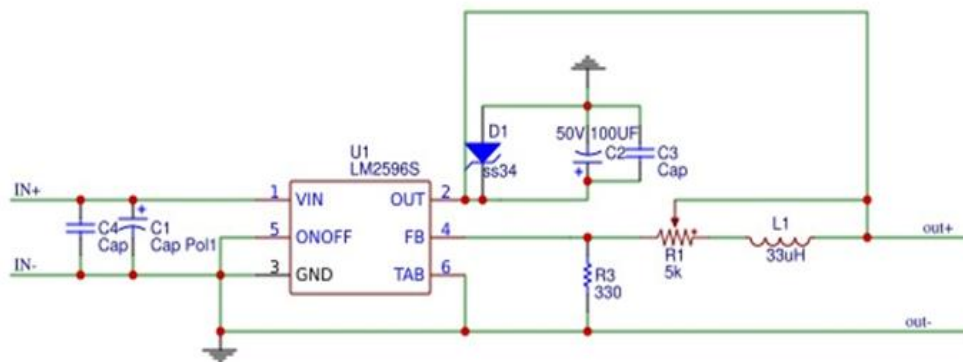 IN+
IN-
C4
Cap
C1
Cap Pol1
U1
LM2596S
1
VIN
5
ONOFF
3
GND
OUT
2
FB
4
TAB
6
D1
ss34
50V 100UF
C2
C3
Cap
R3
330
R1
5k
L1
33uH
out+
out-